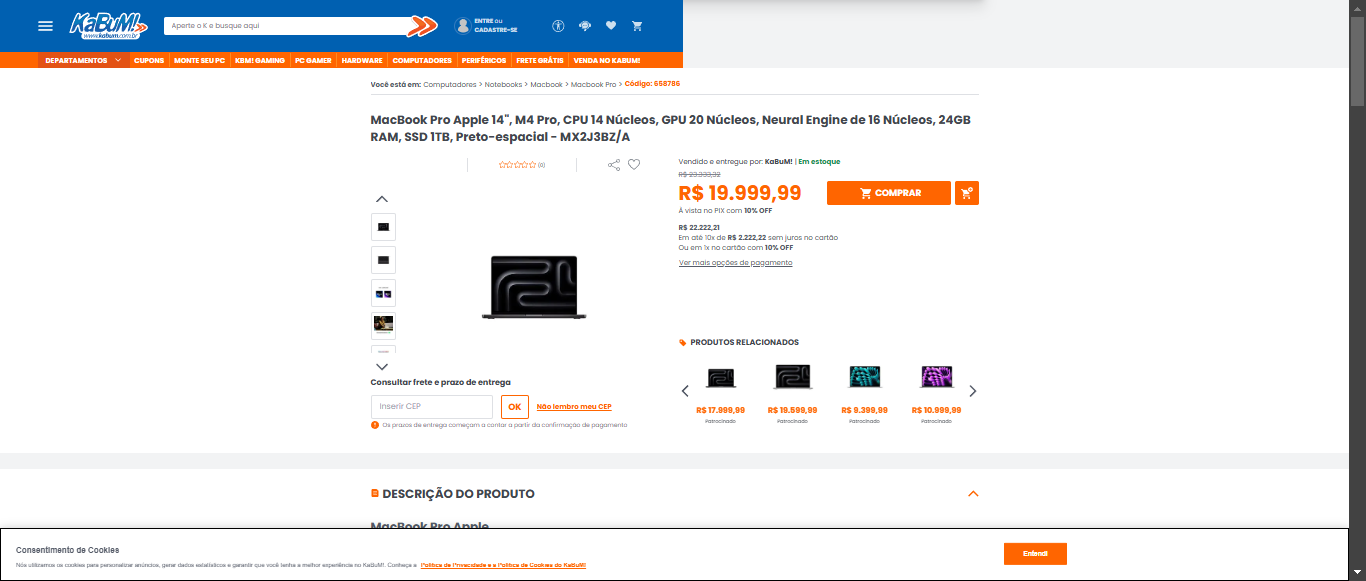 KaBuM!
www.kabum.com.br
Aperte o K e busque aqui
ENTRE ou
CADASTRE-SE
DEPARTAMENTOS
CUPONS
MONTE SEU PC
KBM! GAMING
PC GAMER
HARDWARE
COMPUTADORES
PERIFÉRICOS
FRETE GRÁTIS
VENDA NO KABUM!
Você está em: Computadores > Notebooks > Macbook > Macbook Pro > Código: 658786
MacBook Pro Apple 14", M4 Pro, CPU 14 Núcleos, GPU 20 Núcleos, Neural Engine de 16 Núcleos, 24GB
RAM, SSD 1TB, Preto-espacial - MX2J3BZ/A
(0)
Vendido e entregue por: KaBuM! | Em estoque
R$ 23.333,32
R$ 19.999,99
COMPRAR
À vista no PIX com 10% OFF
R$ 22.222,21
Em até 10x de R$ 2.222,22 sem juros no cartão
Ou em 1x no cartão com 10% OFF
Ver mais opções de pagamento
PRODUTOS RELACIONADOS
R$ 17.999,99
R$ 19.599,99
R$ 9.399,99
R$ 10.999,99
Patrocinado
Patrocinado
Patrocinado
Patrocinado
Consultar frete e prazo de entrega
Inserir CEP
OK
Não lembro meu CEP
Os prazos de entrega começam a contar a partir da confirmação de pagamento
DESCRIÇÃO DO PRODUTO
MacBook Pro Apple
Consentimento de Cookies
Nós utilizamos os cookies para personalizar anúncios, gerar dados estatísticos e garantir que você tenha a melhor experiência no KaBuM!. Conheça a Política de Privacidade e a Política de Cookies do KaBuM!
Entendi